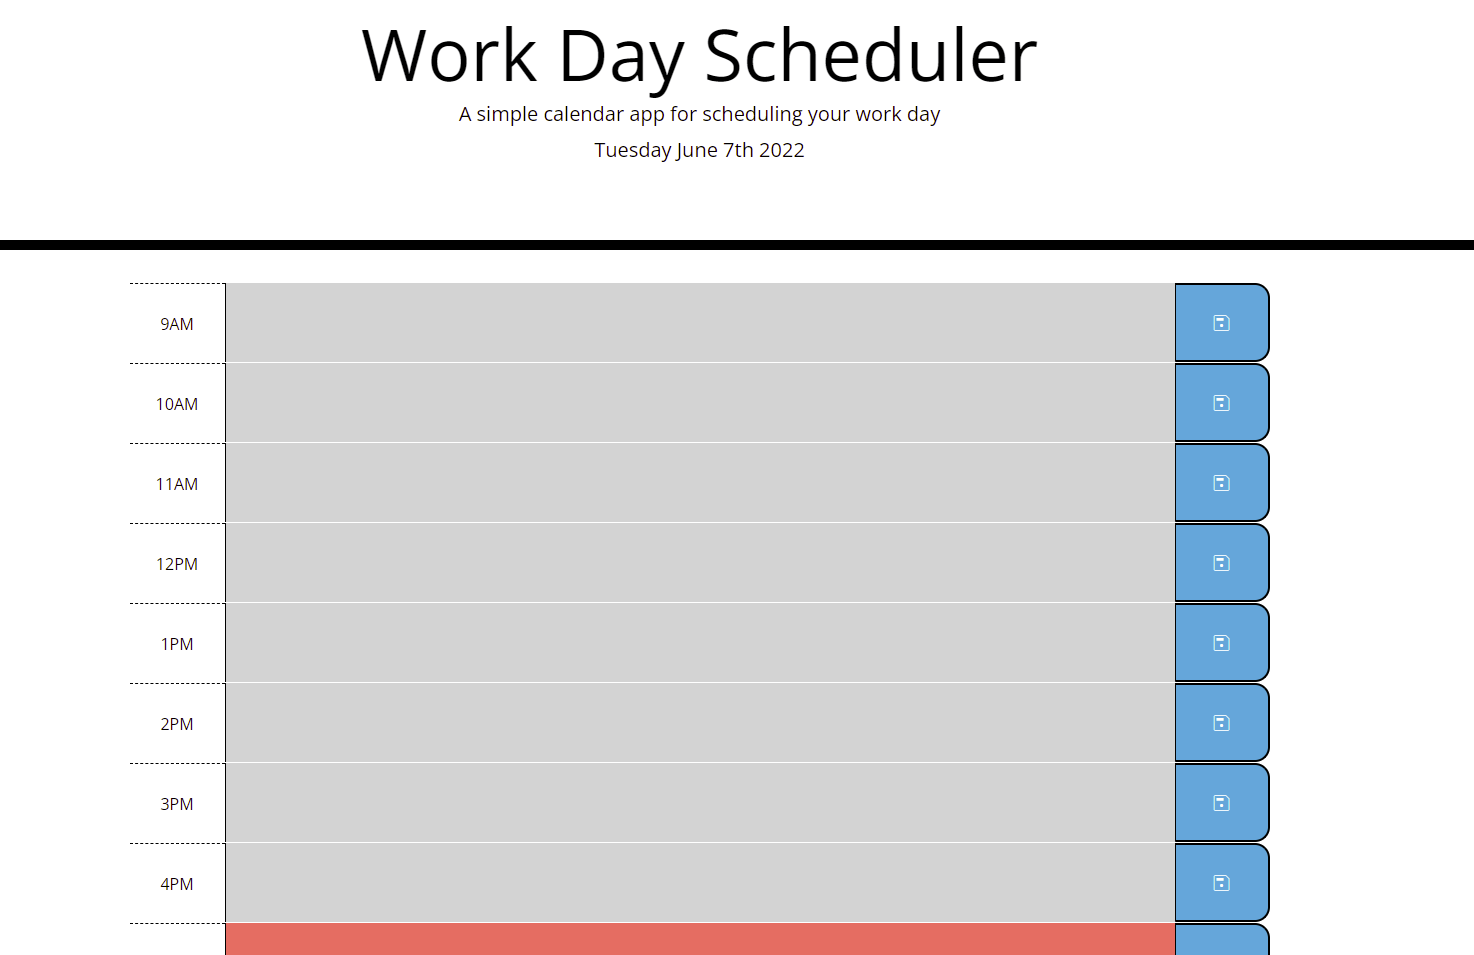 Work Day Scheduler
A simple calendar app for scheduling your work day
Tuesday June 7th 2022
9AM
10AM
11AM
12PM
1PM
2PM
3PM
4PM